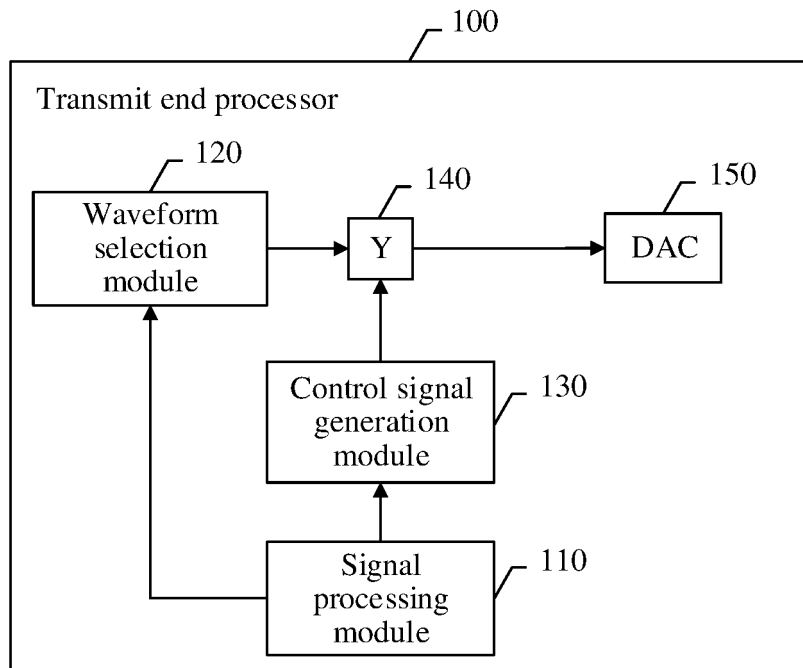 100
Transmit end processor
120
140
150
Waveform
selection
module
Y
DAC
Control signal
generation
module
130
Signal
processing
module
110